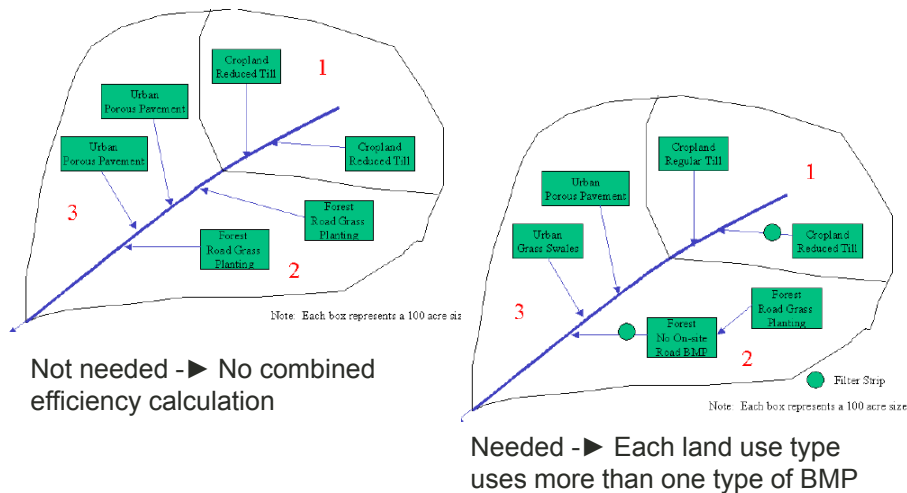 1
Cropland
Reduced Till
Urban
Porous Pavement
Urban
Porous Pavement
Cropland
Reduced Till
3
Forest
Road Grass
Planting
Forest
Road Grass
Planting
2
Note: Each box represents a 100 acre siz
Not needed -► No combined
efficiency calculation
Cropland
Regular Till
1
Urban
Porous Pavement
Urban
Grass Swales
Cropland
Reduced Till
3
Forest
Road Grass
Planting
Forest
No On-site
Road BMP
2
Filter Strip
Note: Each box represents a 100 acre size
Needed -► Each land use type
uses more than one type of BMP